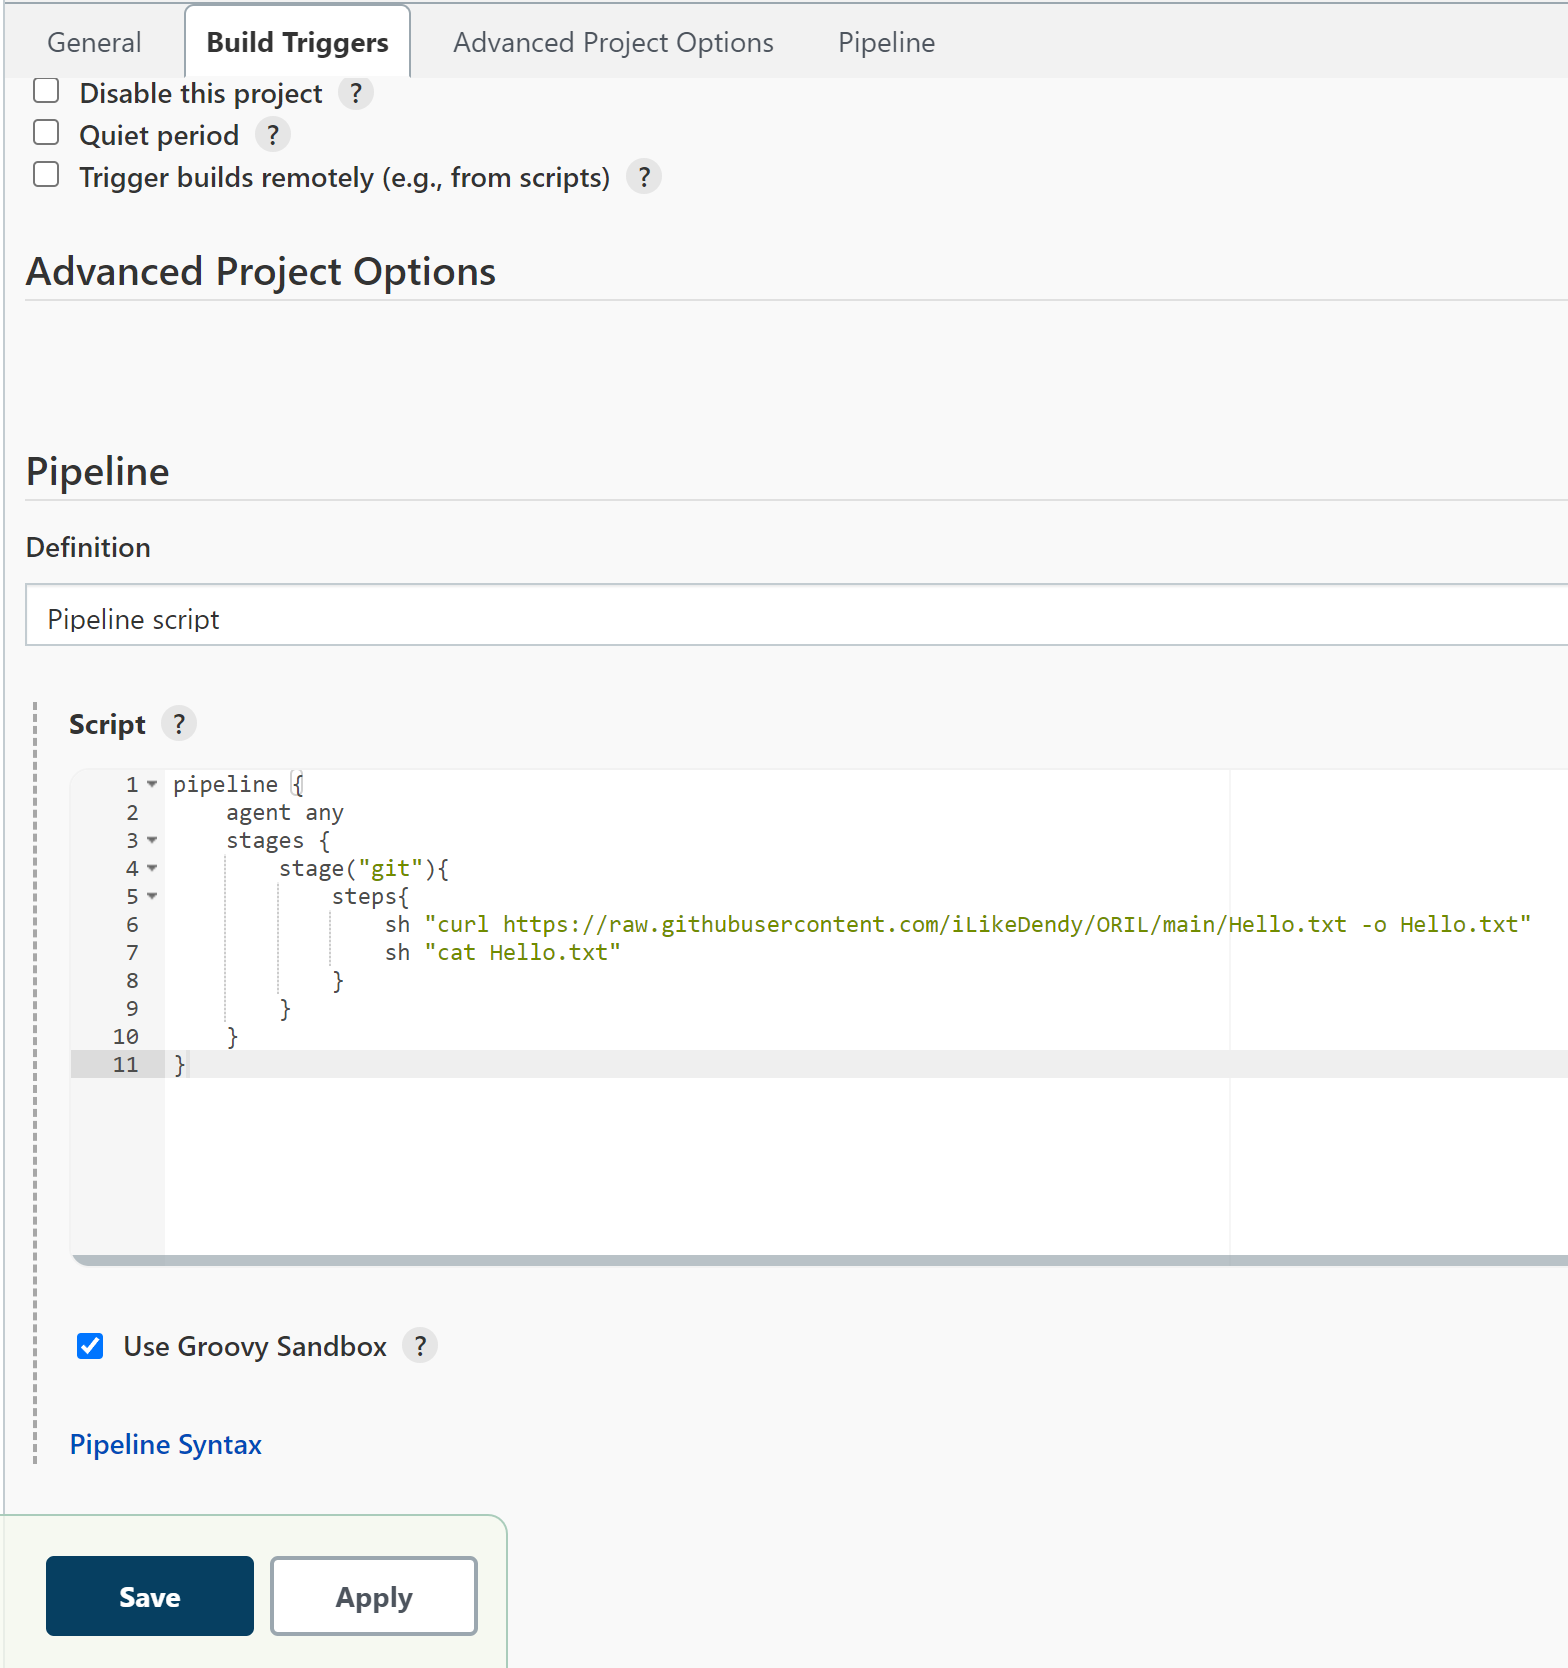 General Build Triggers Advanced Project Options Pipeline
Disable this project ?
Quiet period ?
Trigger builds remotely (e.g., from scripts) ?
Advanced Project Options
Pipeline
Definition
Pipeline script
Script ?
1 pipeline {
2     agent any
3     stages {
4         stage("git"){
5             steps{
6                 sh "curl https://raw.githubusercontent.com/iLikeDendy/ORIL/main/Hello.txt -o Hello.txt"
7                 sh "cat Hello.txt"
8             }
9         }
10     }
11 }
Use Groovy Sandbox ?
Pipeline Syntax
Save Apply